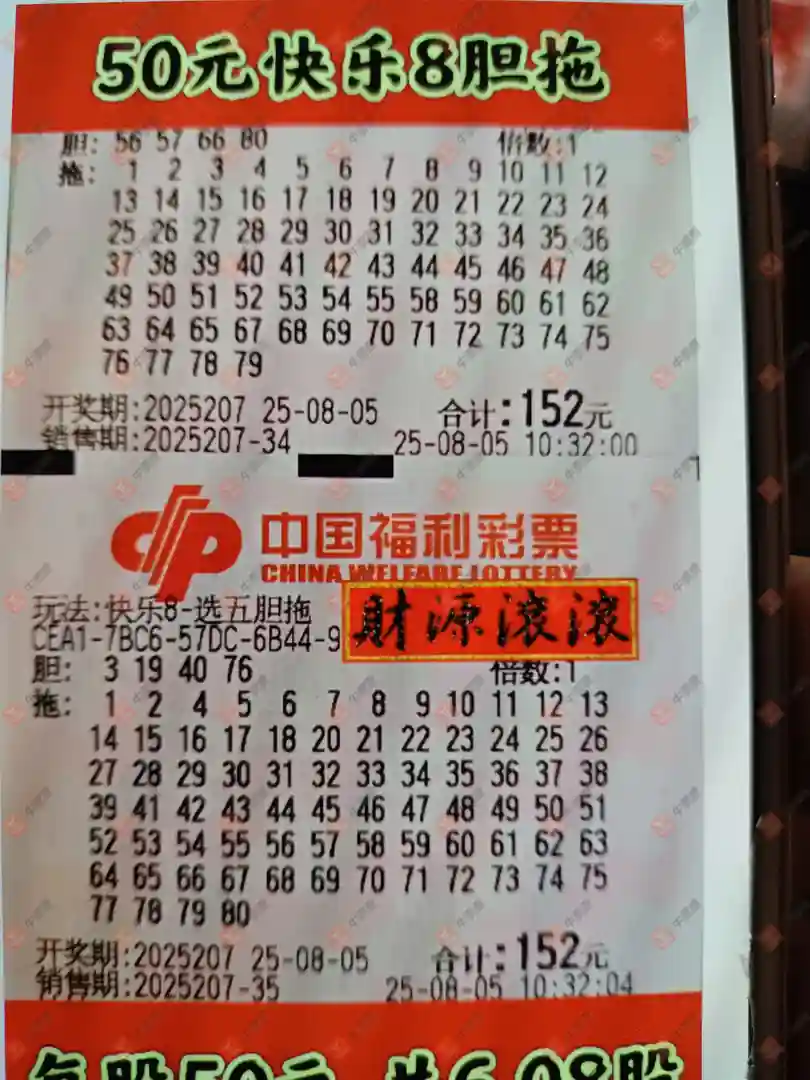 50元快乐8胆拖
胆: 56 57 66 80 倍数:1
拖: 1 2 3 4 5 6 7 8 9 10 11 12
13 14 15 16 17 18 19 20 21 22 23 24
25 26 27 28 29 30 31 32 33 34 35 36
37 38 39 40 41 42 43 44 45 46 47 48
49 50 51 52 53 54 55 58 59 60 61 62
63 64 65 67 68 69 70 71 72 73 74 75
76 77 78 79
开奖期:2025207 25-08-05 合计:152元
销售期:2025207-34 25-08-05 10:32:00
中国福利彩票
CHINA WELFARE LOTTERY
玩法:快乐8-选五胆拖
財源滚滚
CEA1-7BC6-57DC-6B44-9
胆: 3 19 40 76 倍数:1
拖: 1 2 4 5 6 7 8 9 10 11 12 13
14 15 16 17 18 20 21 22 23 24 25 26
27 28 29 30 31 32 33 34 35 36 37 38
39 41 42 43 44 45 46 47 48 49 50 51
52 53 54 55 56 57 58 59 60 61 62 63
64 65 66 67 68 69 70 71 72 73 74 75
77 78 79 80
开奖期:2025207 25-08-05 合计:152元
销售期:2025207-35 25-08-05 10:32:04
每股50元 共6.08股